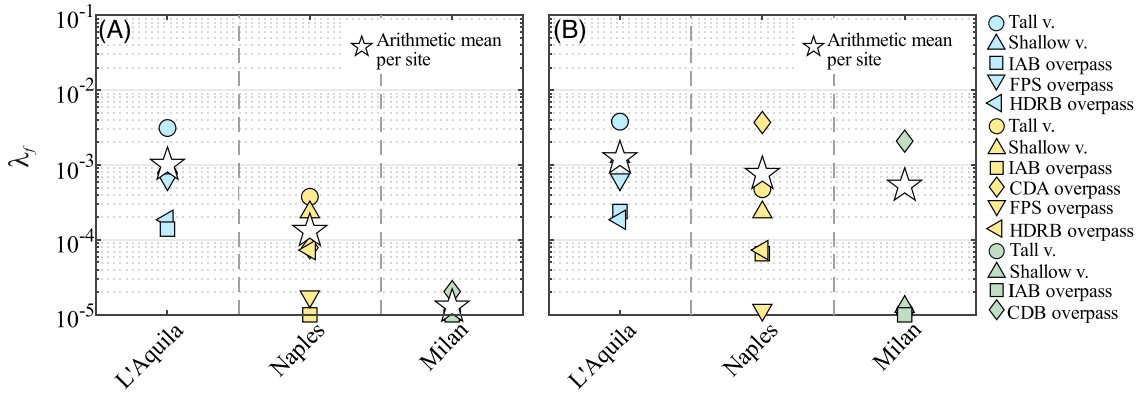 (A)
Arithmetic mean
per site
10⁻¹
10⁻²
10⁻³
10⁻⁴
10⁻⁵
λ_f
L'Aquila
Naples
Milan
(B)
Arithmetic mean
per site
L'Aquila
Naples
Milan
Tall v.
Shallow v.
IAB overpass
FPS overpass
HDRB overpass
Tall v.
Shallow v.
IAB overpass
CDA overpass
FPS overpass
HDRB overpass
Tall v.
Shallow v.
IAB overpass
CDB overpass